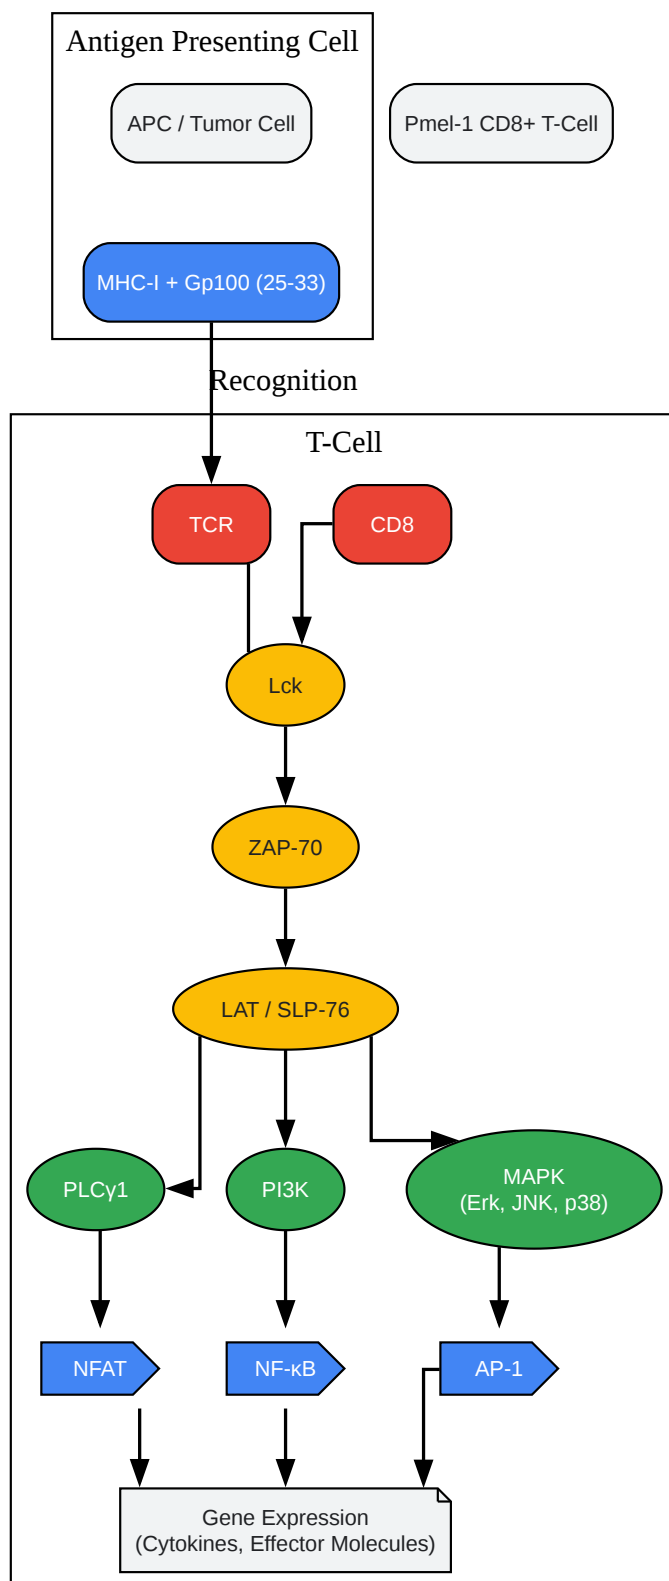 Antigen Presenting Cell
APC / Tumor Cell
Pmel-1 CD8+ T-Cell
MHC-I + Gp100 (25-33)
Recognition
T-Cell
TCR
CD8
Lck
ZAP-70
LAT / SLP-76
PLCγ1
PI3K
MAPK
(Erk, JNK, p38)
NFAT
NF-κB
AP-1
Gene Expression
(Cytokines, Effector Molecules)